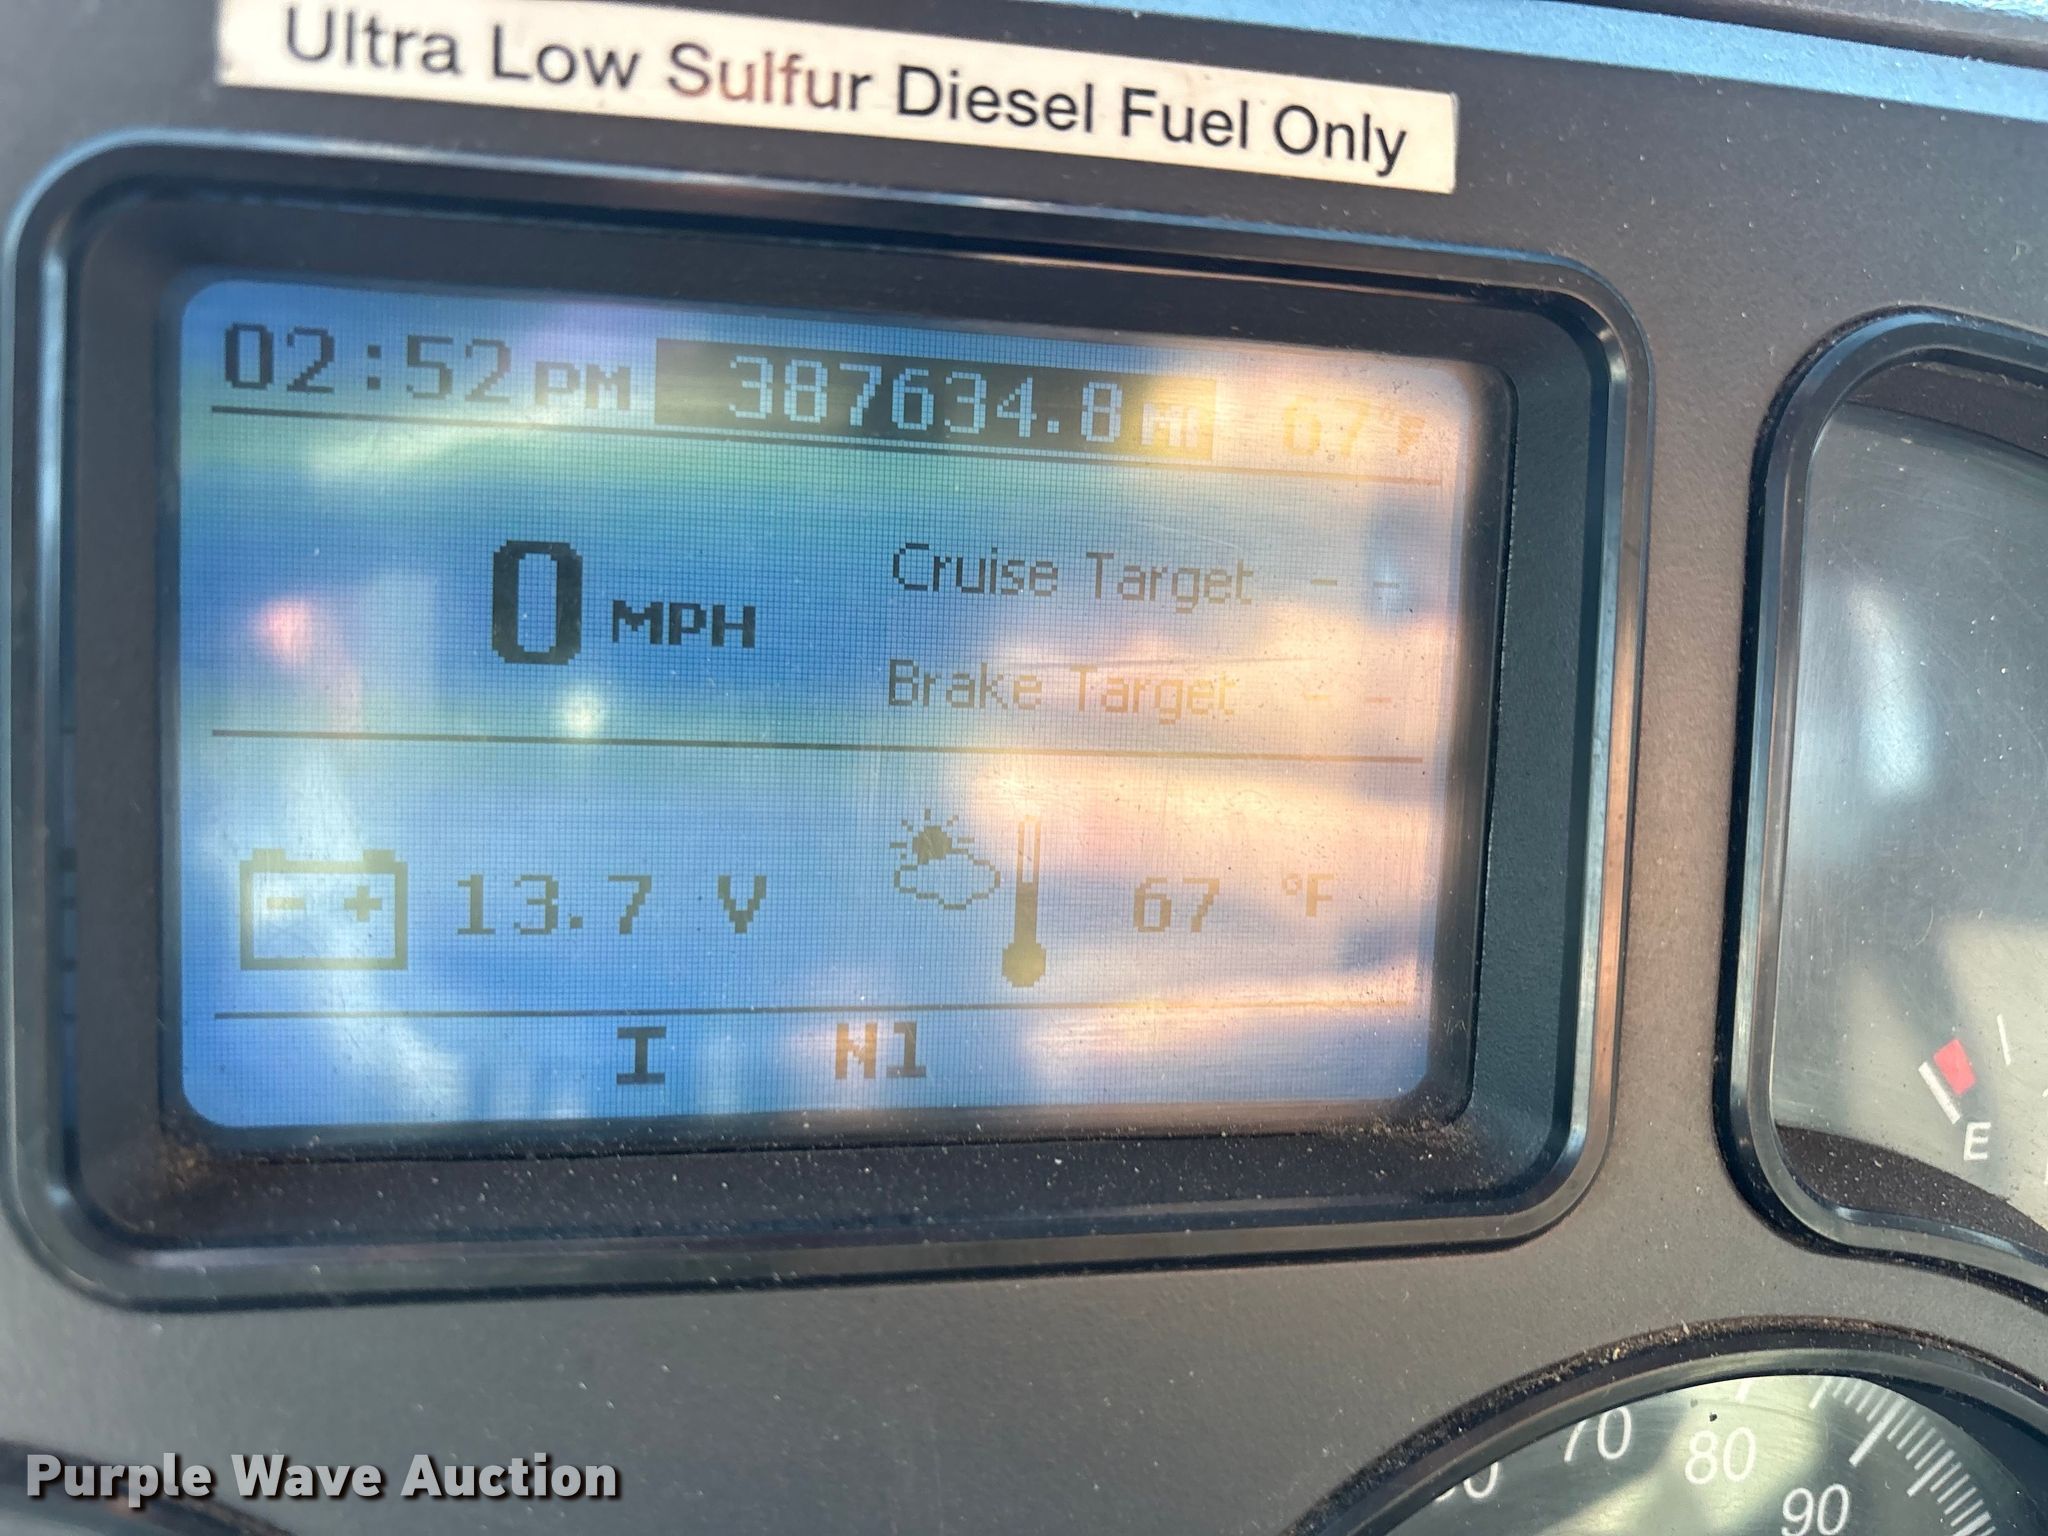 Ultra Low Sulfur Diesel Fuel Only
02:52 PM 387634.8 MI 67°F
0 MPH
Cruise Target - -
Brake Target - -
- + 13.7 V 67 °F
I N1
E
70 80 90
Purple Wave Auction